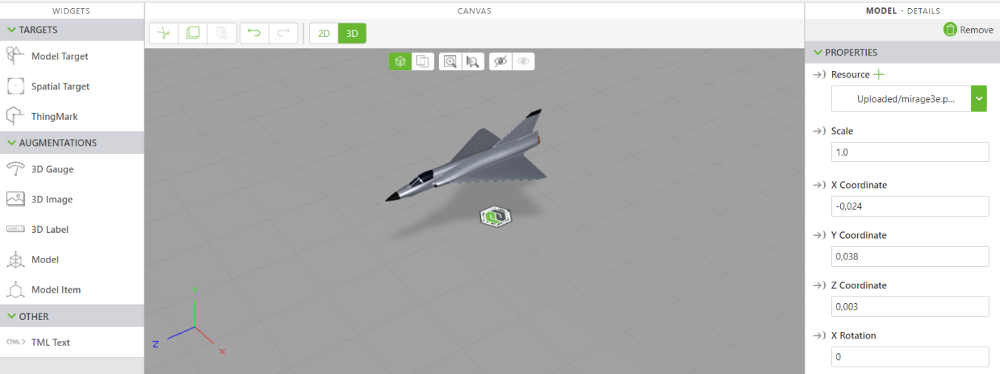 WIDGETS
TARGETS
Model Target
Spatial Target
ThingMark
AUGMENTATIONS
3D Gauge
3D Image
LABEL
3D Label
Model
Model Item
OTHER
<TML>
TML Text
CANVAS
2D
3D
Y
Z
X
MODEL - DETAILS
Remove
PROPERTIES
Resource
Uploaded/mirage3e.p...
Scale
1.0
X Coordinate
-0,024
Y Coordinate
0,038
Z Coordinate
0,003
X Rotation
0